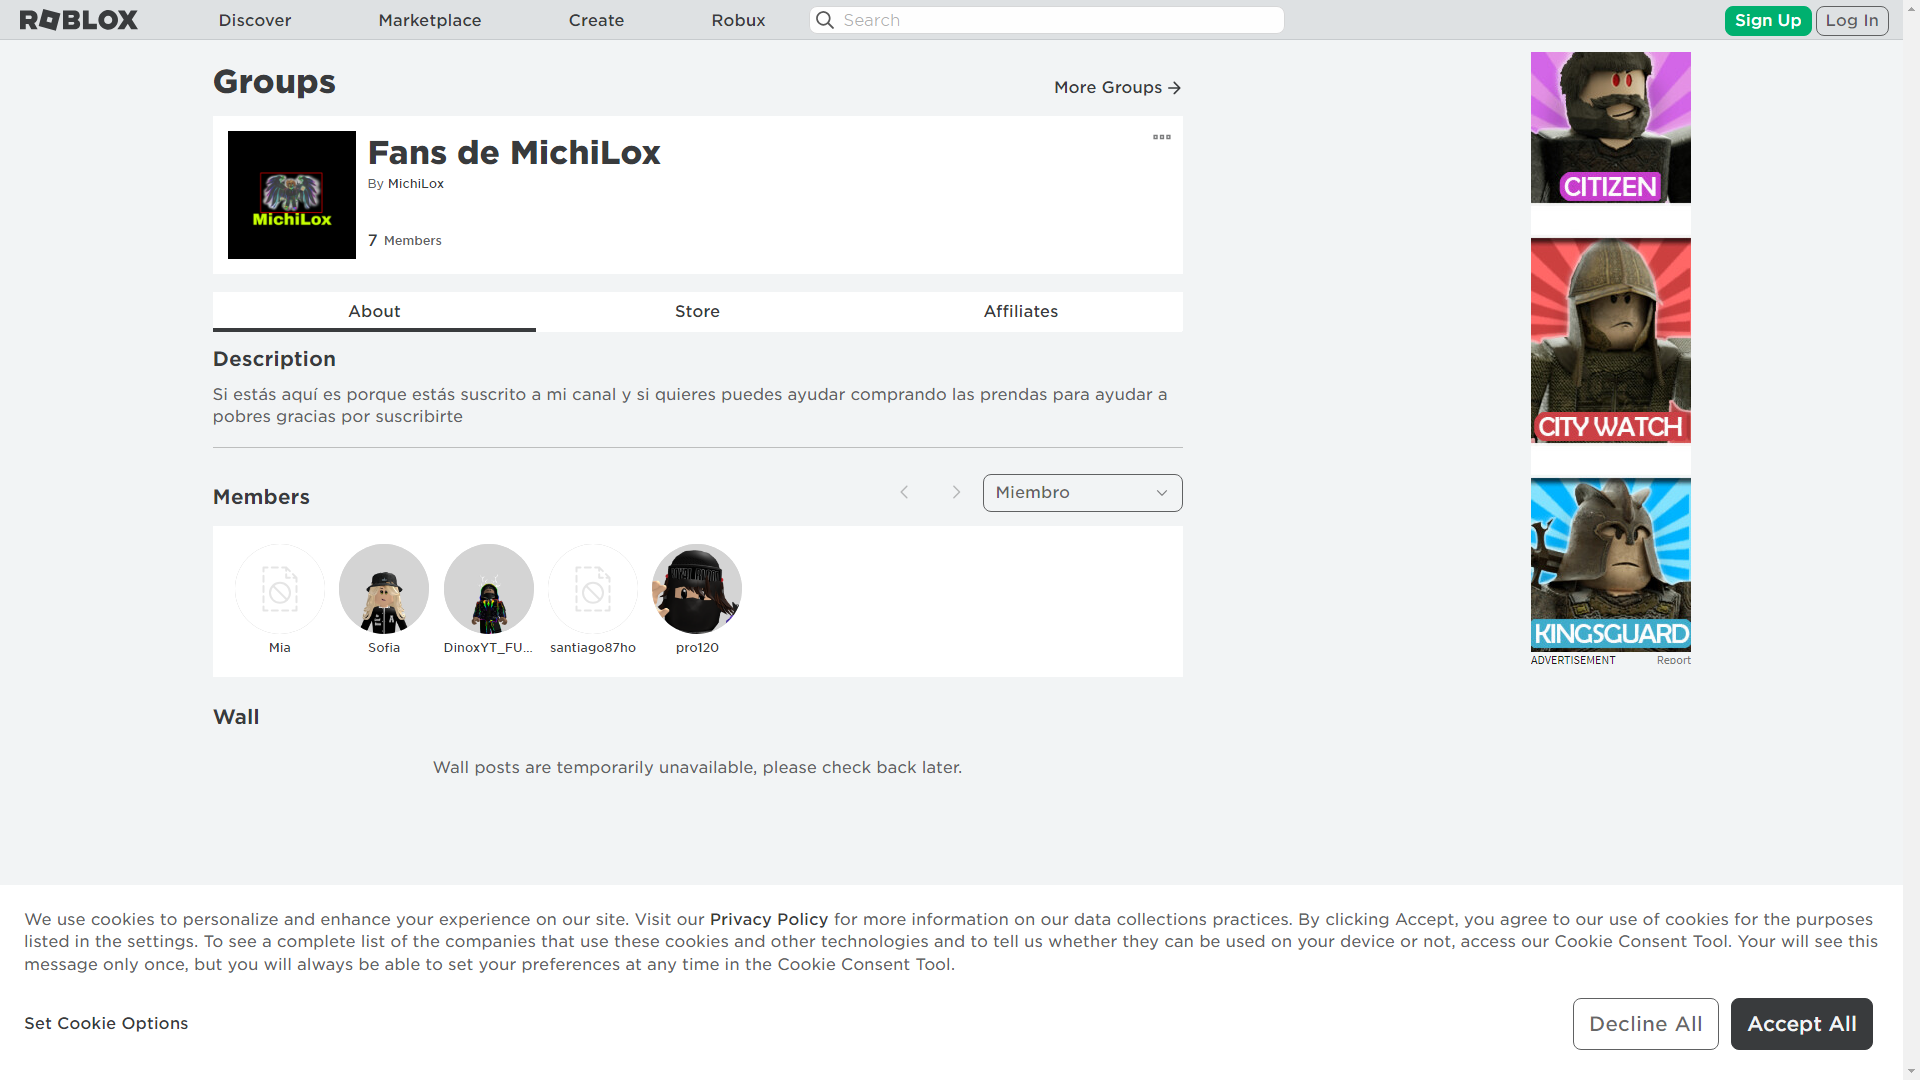 ROBLOX
Discover
Marketplace
Create
Robux
Search
Sign Up
Log In
Groups
More Groups
MichiLox
Fans de MichiLox
By MichiLox
7 Members
About
Store
Affiliates
Description
Si estás aquí es porque estás suscrito a mi canal y si quieres puedes ayudar comprando las prendas para ayudar a
pobres gracias por suscribirte
Members
Miembro
Mia
Sofia
DinoxYT_FU...
santiago87ho
pro120
Wall
Wall posts are temporarily unavailable, please check back later.
CITIZEN
CITY WATCH
KINGSGUARD
ADVERTISEMENT
Report
We use cookies to personalize and enhance your experience on our site. Visit our Privacy Policy for more information on our data collections practices. By clicking Accept, you agree to our use of cookies for the purposes
listed in the settings. To see a complete list of the companies that use these cookies and other technologies and to tell us whether they can be used on your device or not, access our Cookie Consent Tool. Your will see this
message only once, but you will always be able to set your preferences at any time in the Cookie Consent Tool.
Set Cookie Options
Decline All
Accept All